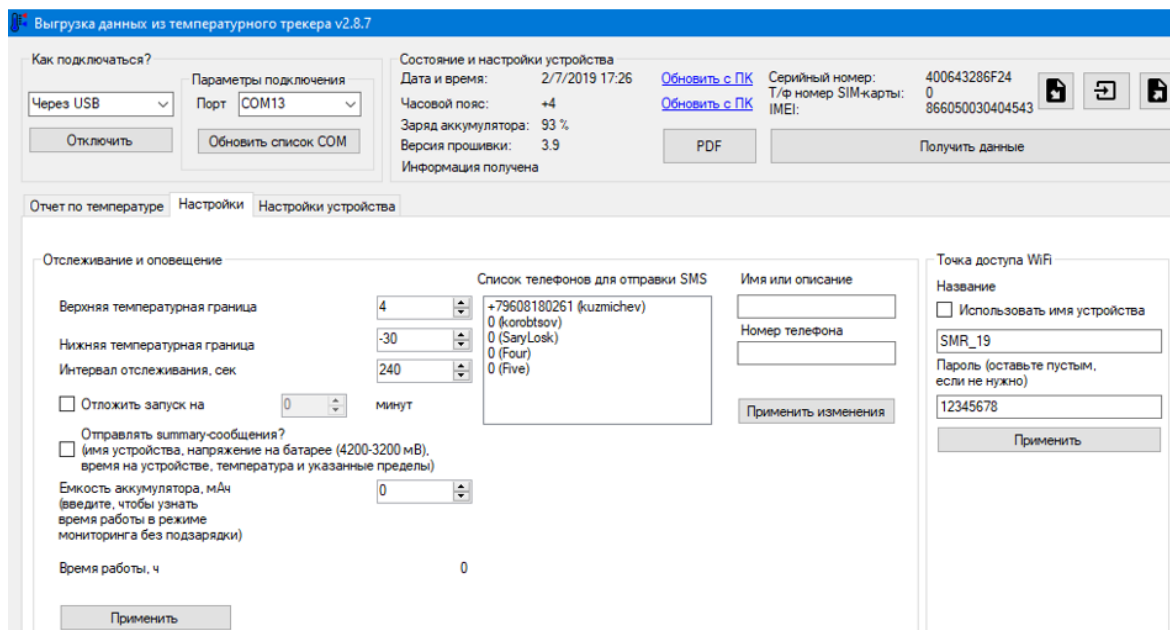 Выгрузка данных из температурного трекера v2.8.7
Как подключаться?
Через USB
Отключить
Параметры подключения
Порт COM13
Обновить список COM
Состояние и настройки устройства
Дата и время: 2/7/2019 17:26 Обновить с ПК
Часовой пояс: +4 Обновить с ПК
Заряд аккумулятора: 93 %
Версия прошивки: 3.9
Информация получена
PDF
Серийный номер: 400643286F24
Т/ф номер SIM-карты: 0
IMEI: 866050030404543
Получить данные
Отчет по температуре Настройки Настройки устройства
Отслеживание и оповещение
Верхняя температурная граница 4
Нижняя температурная граница -30
Интервал отслеживания, сек 240
Отложить запуск на 0 минут
Отправлять summary-сообщения?
(имя устройства, напряжение на батарее (4200-3200 мВ),
время на устройстве, температура и указанные пределы)
Емкость аккумулятора, мАч 0
(введите, чтобы узнать
время работы в режиме
мониторинга без подзарядки)
Время работы, ч 0
Применить
Список телефонов для отправки SMS
+79608180261 (kuzmichev)
0 (korobtsov)
0 (SaryLosk)
0 (Four)
0 (Five)
Имя или описание
Номер телефона
Применить изменения
Точка доступа WiFi
Название
Использовать имя устройства
SMR_19
Пароль (оставьте пустым,
если не нужно)
12345678
Применить